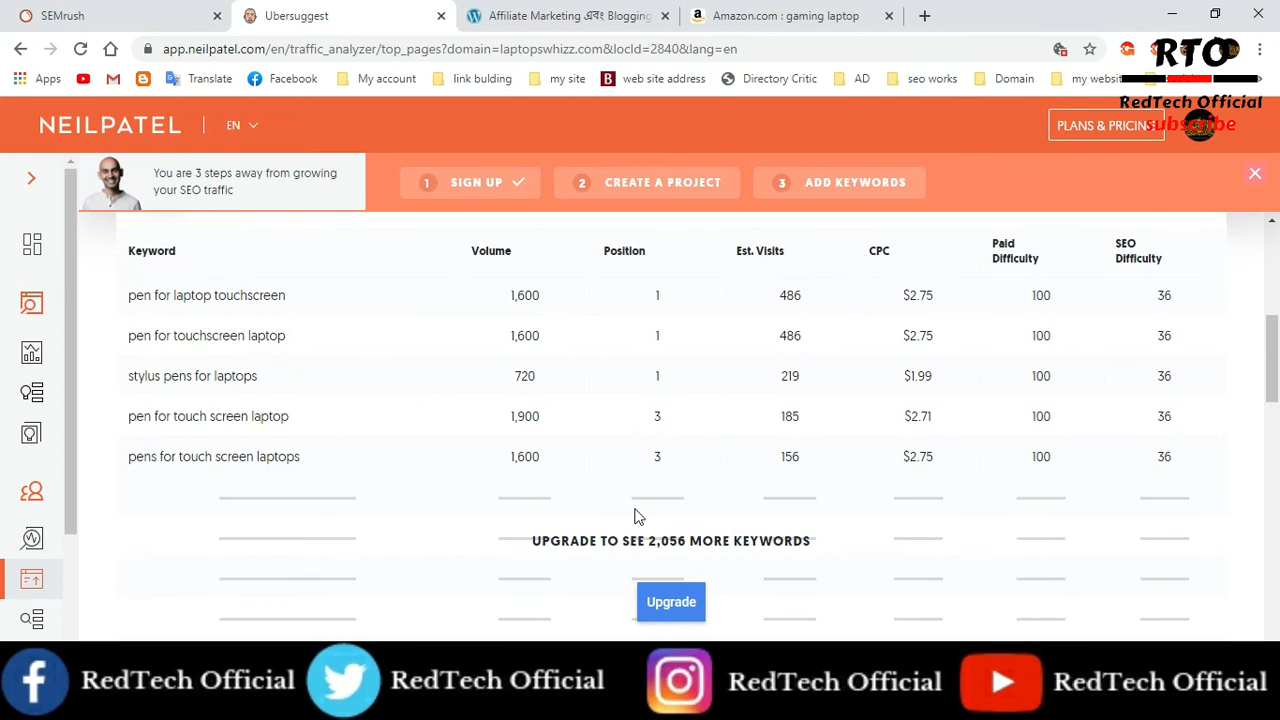 SEMrush
Ubersuggest
Affiliate Marketing এবং Blogging
Amazon.com : gaming laptop
app.neilpatel.com/en/traffic_analyzer/top_pages?domain=laptopswhizz.com&locId=2840&lang=en
Apps
Translate
Facebook
My account
link bulding
my site
B
web site address
Directory Critic
AD
seo works
Domain
my websit
RTO
RedTech Official
subscribe
NEILPATEL
EN
PLANS & PRICING
You are 3 steps away from growing
your SEO traffic
1 SIGN UP
2 CREATE A PROJECT
3 ADD KEYWORDS
Keyword Volume Position Est. Visits CPC Paid Difficulty SEO Difficulty
pen for laptop touchscreen 1,600 1 486 $2.75 100 36
pen for touchscreen laptop 1,600 1 486 $2.75 100 36
stylus pens for laptops 720 1 219 $1.99 100 36
pen for touch screen laptop 1,900 3 185 $2.71 100 36
pens for touch screen laptops 1,600 3 156 $2.75 100 36
UPGRADE TO SEE 2,056 MORE KEYWORDS
Upgrade
RedTech Official
RedTech Official
RedTech Official
RedTech Official